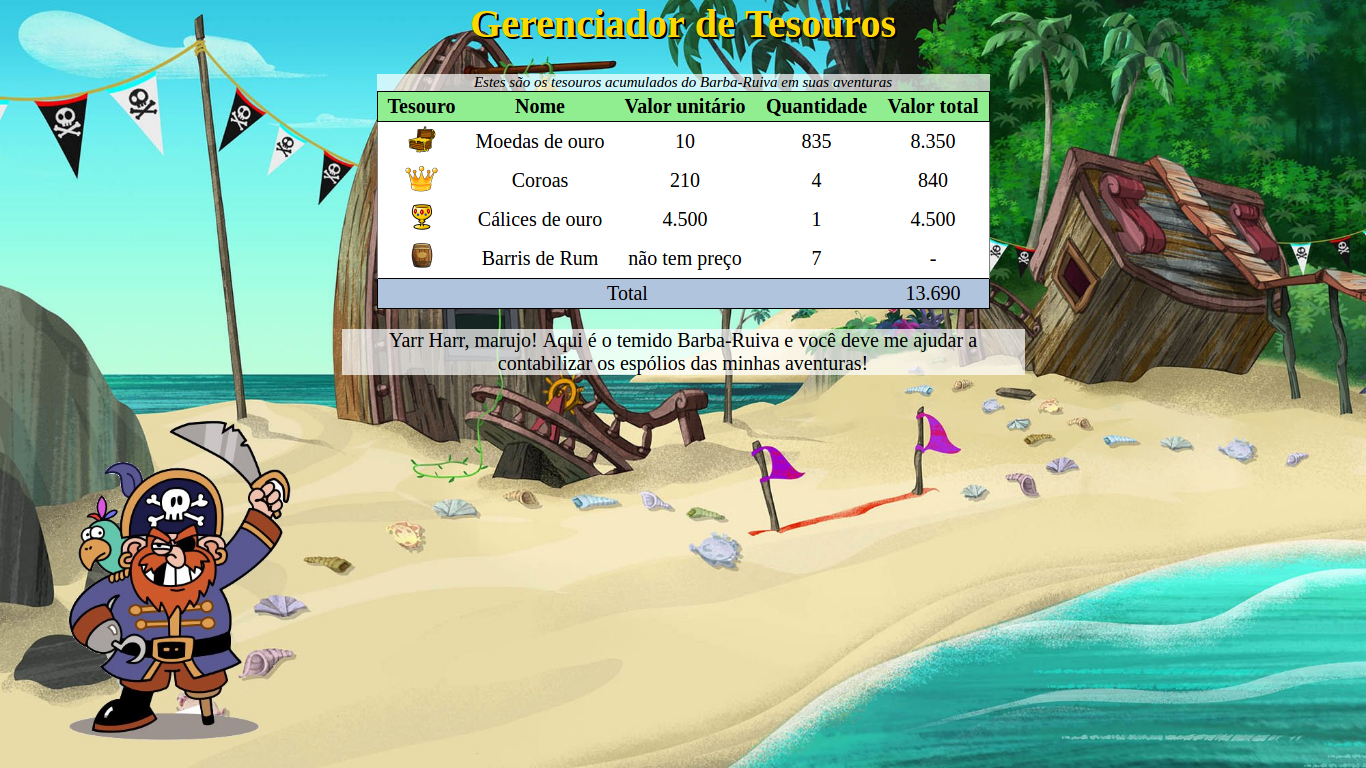 Gerenciador de Tesouros
Estes são os tesouros acumulados do Barba-Ruiva em suas aventuras
Tesouro Nome Valor unitário Quantidade Valor total
Moedas de ouro 10 835 8.350
Coroas 210 4 840
Cálices de ouro 4.500 1 4.500
Barris de Rum não tem preço 7 -
Total 13.690
Yarr Harr, marujo! Aqui é o temido Barba-Ruiva e você deve me ajudar a
contabilizar os espólios das minhas aventuras!